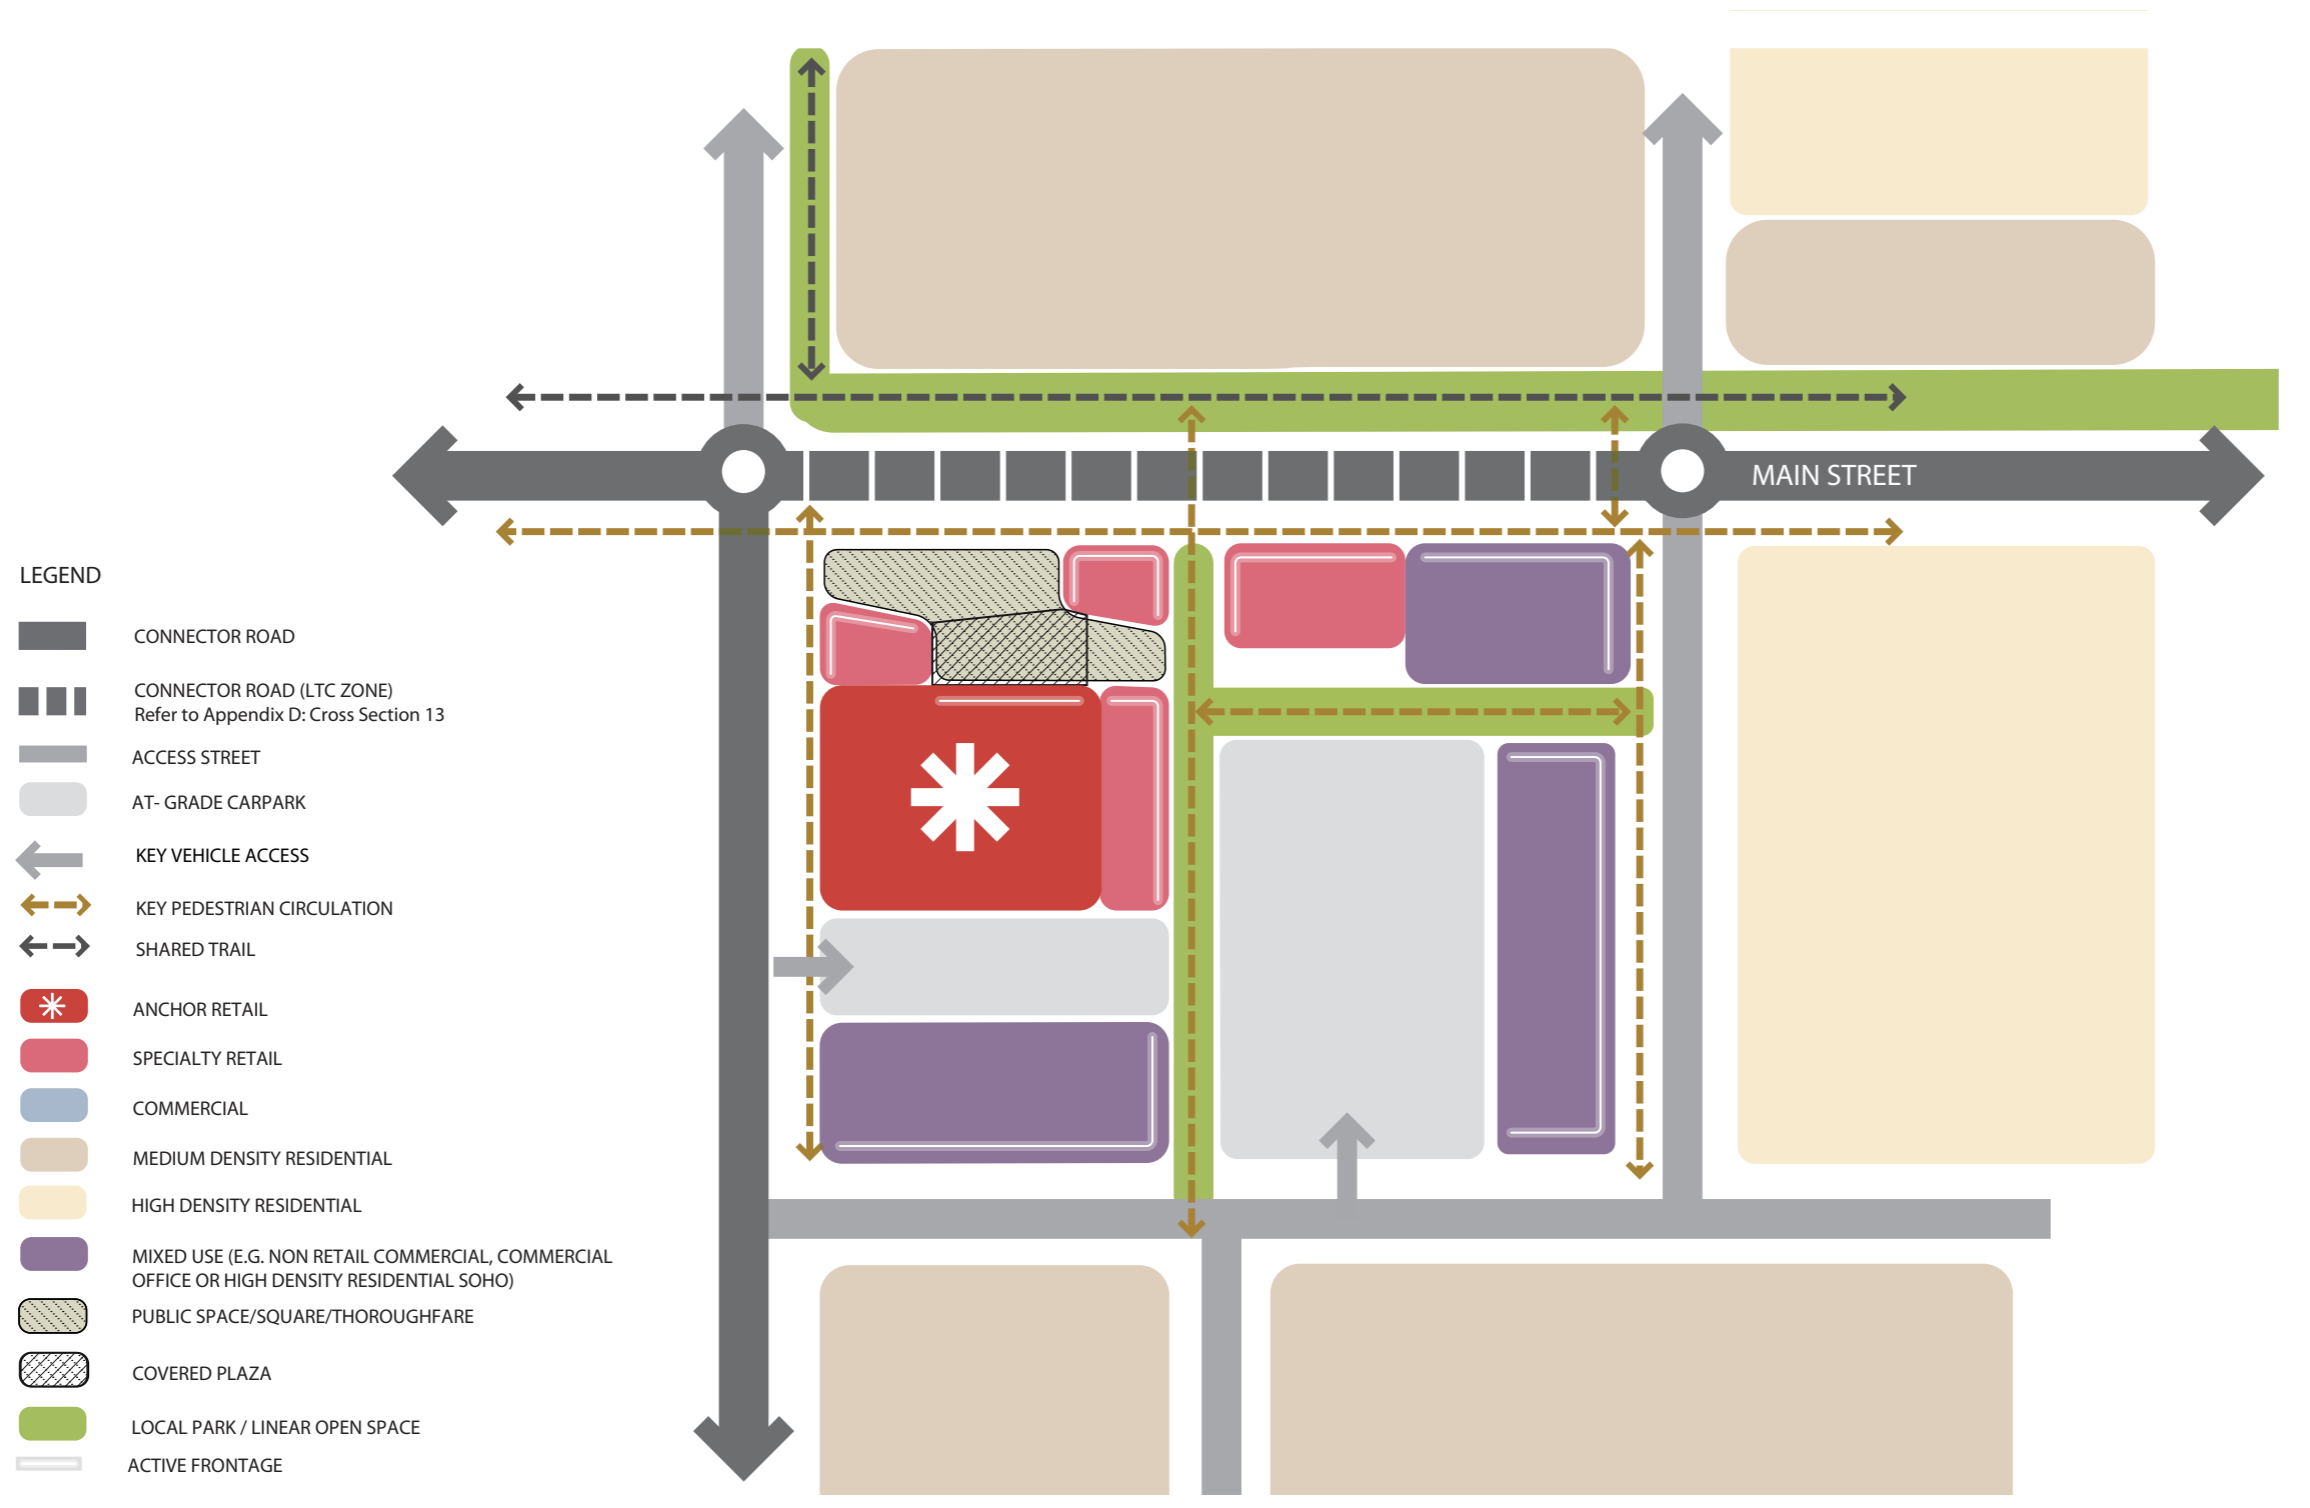 MAIN STREET
LEGEND
CONNECTOR ROAD
CONNECTOR ROAD (LTC ZONE)
Refer to Appendix D: Cross Section 13
ACCESS STREET
AT- GRADE CARPARK
KEY VEHICLE ACCESS
KEY PEDESTRIAN CIRCULATION
SHARED TRAIL
ANCHOR RETAIL
SPECIALTY RETAIL
COMMERCIAL
MEDIUM DENSITY RESIDENTIAL
HIGH DENSITY RESIDENTIAL
MIXED USE (E.G. NON RETAIL COMMERCIAL, COMMERCIAL
OFFICE OR HIGH DENSITY RESIDENTIAL SOHO)
PUBLIC SPACE/SQUARE/THOROUGHFARE
COVERED PLAZA
LOCAL PARK / LINEAR OPEN SPACE
ACTIVE FRONTAGE